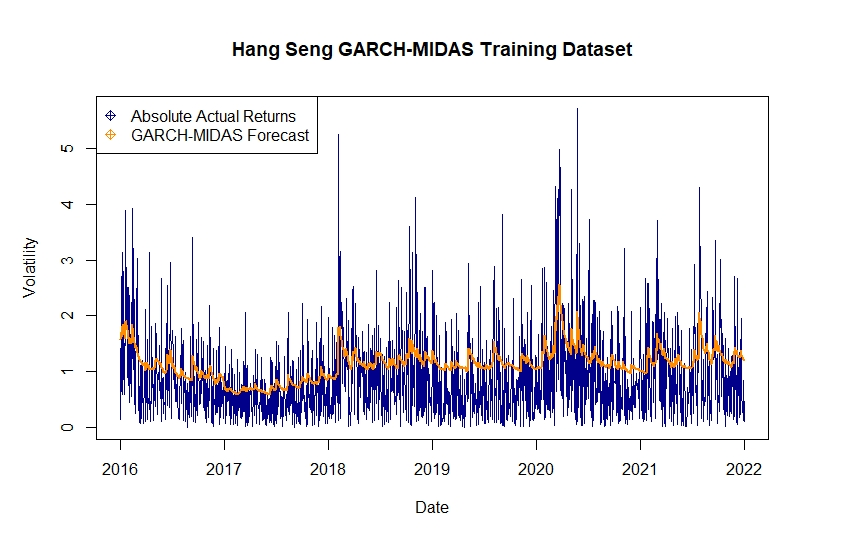 Hang Seng GARCH-MIDAS Training Dataset
Absolute Actual Returns
GARCH-MIDAS Forecast
Volatility
5
4
3
2
1
0
2016 2017 2018 2019 2020 2021 2022
Date